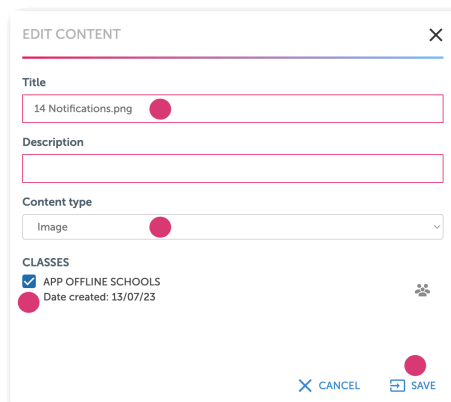 EDIT CONTENT
Title
14 Notifications.png
Description
Content type
Image
CLASSES
APP OFFLINE SCHOOLS
Date created: 13/07/23
CANCEL
SAVE